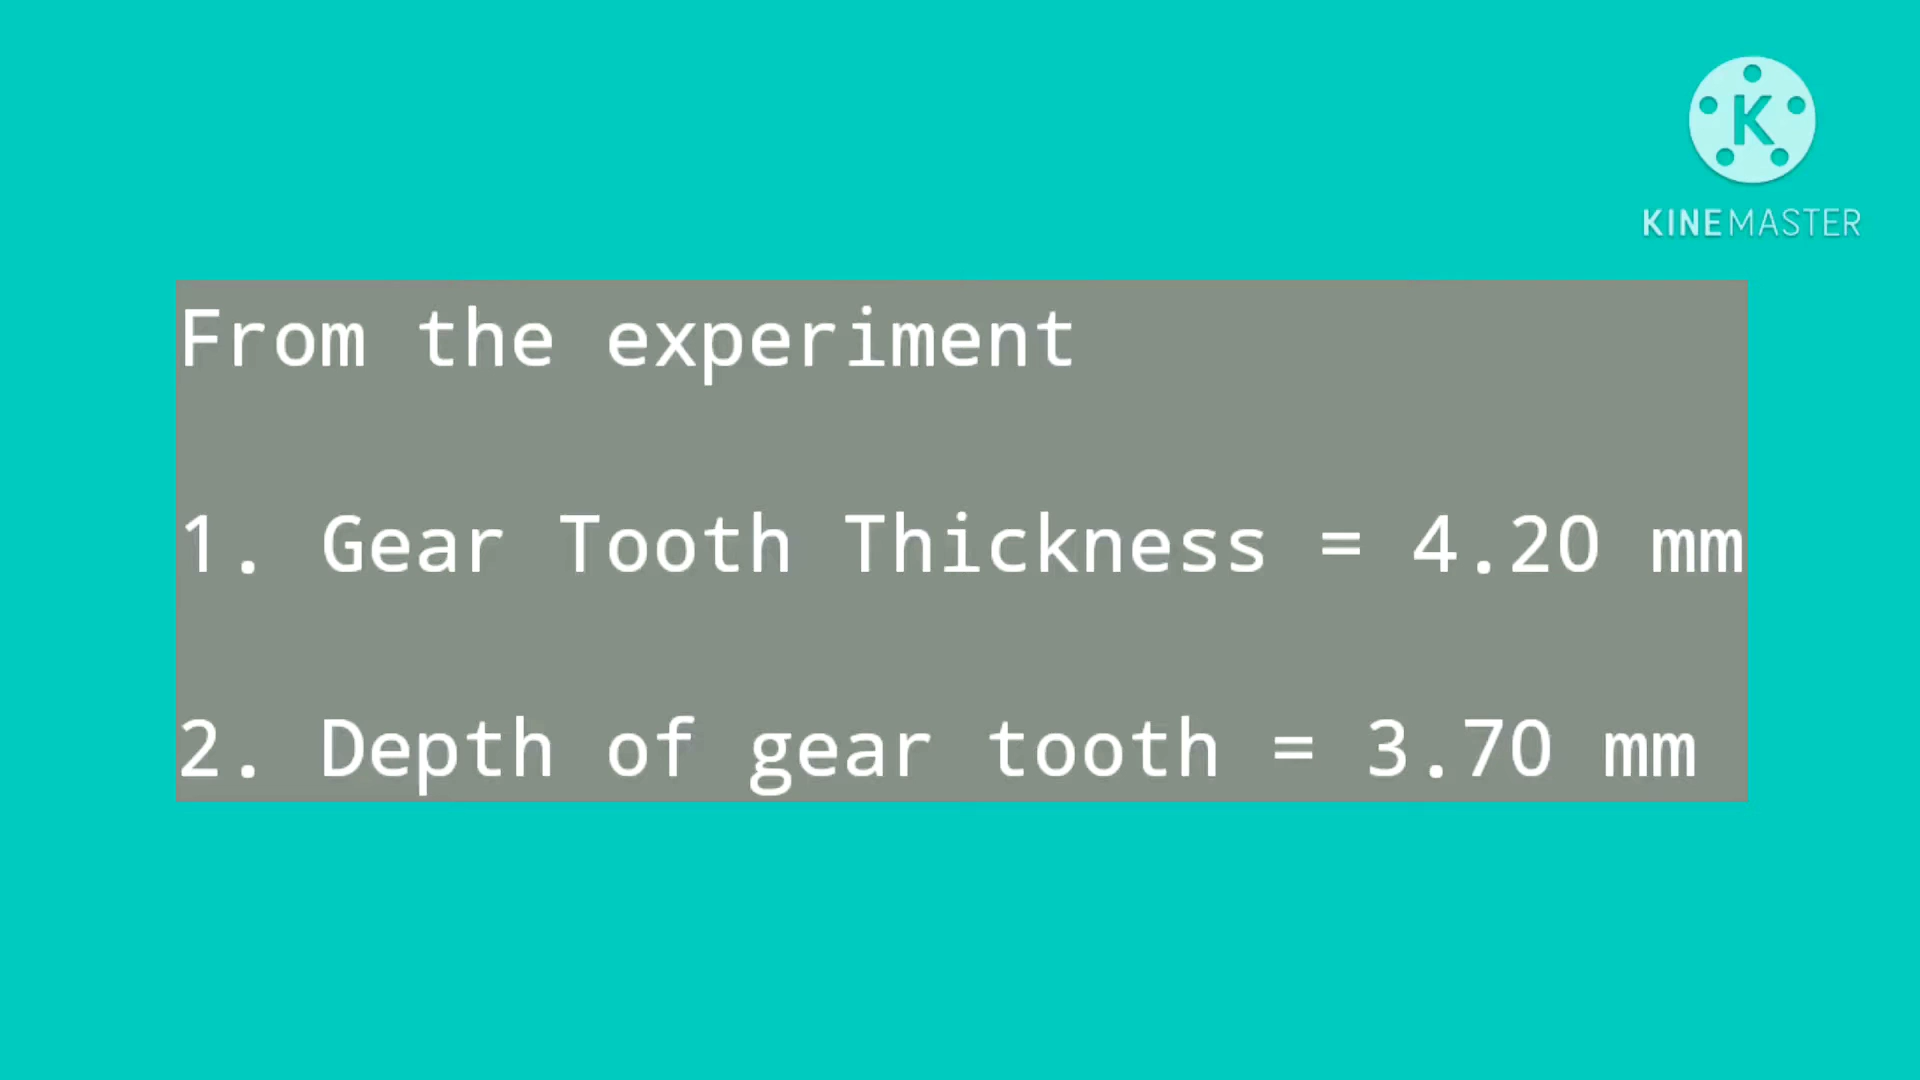 K
KINEMASTER
From the experiment
1. Gear Tooth Thickness = 4.20 mm
2. Depth of gear tooth = 3.70 mm